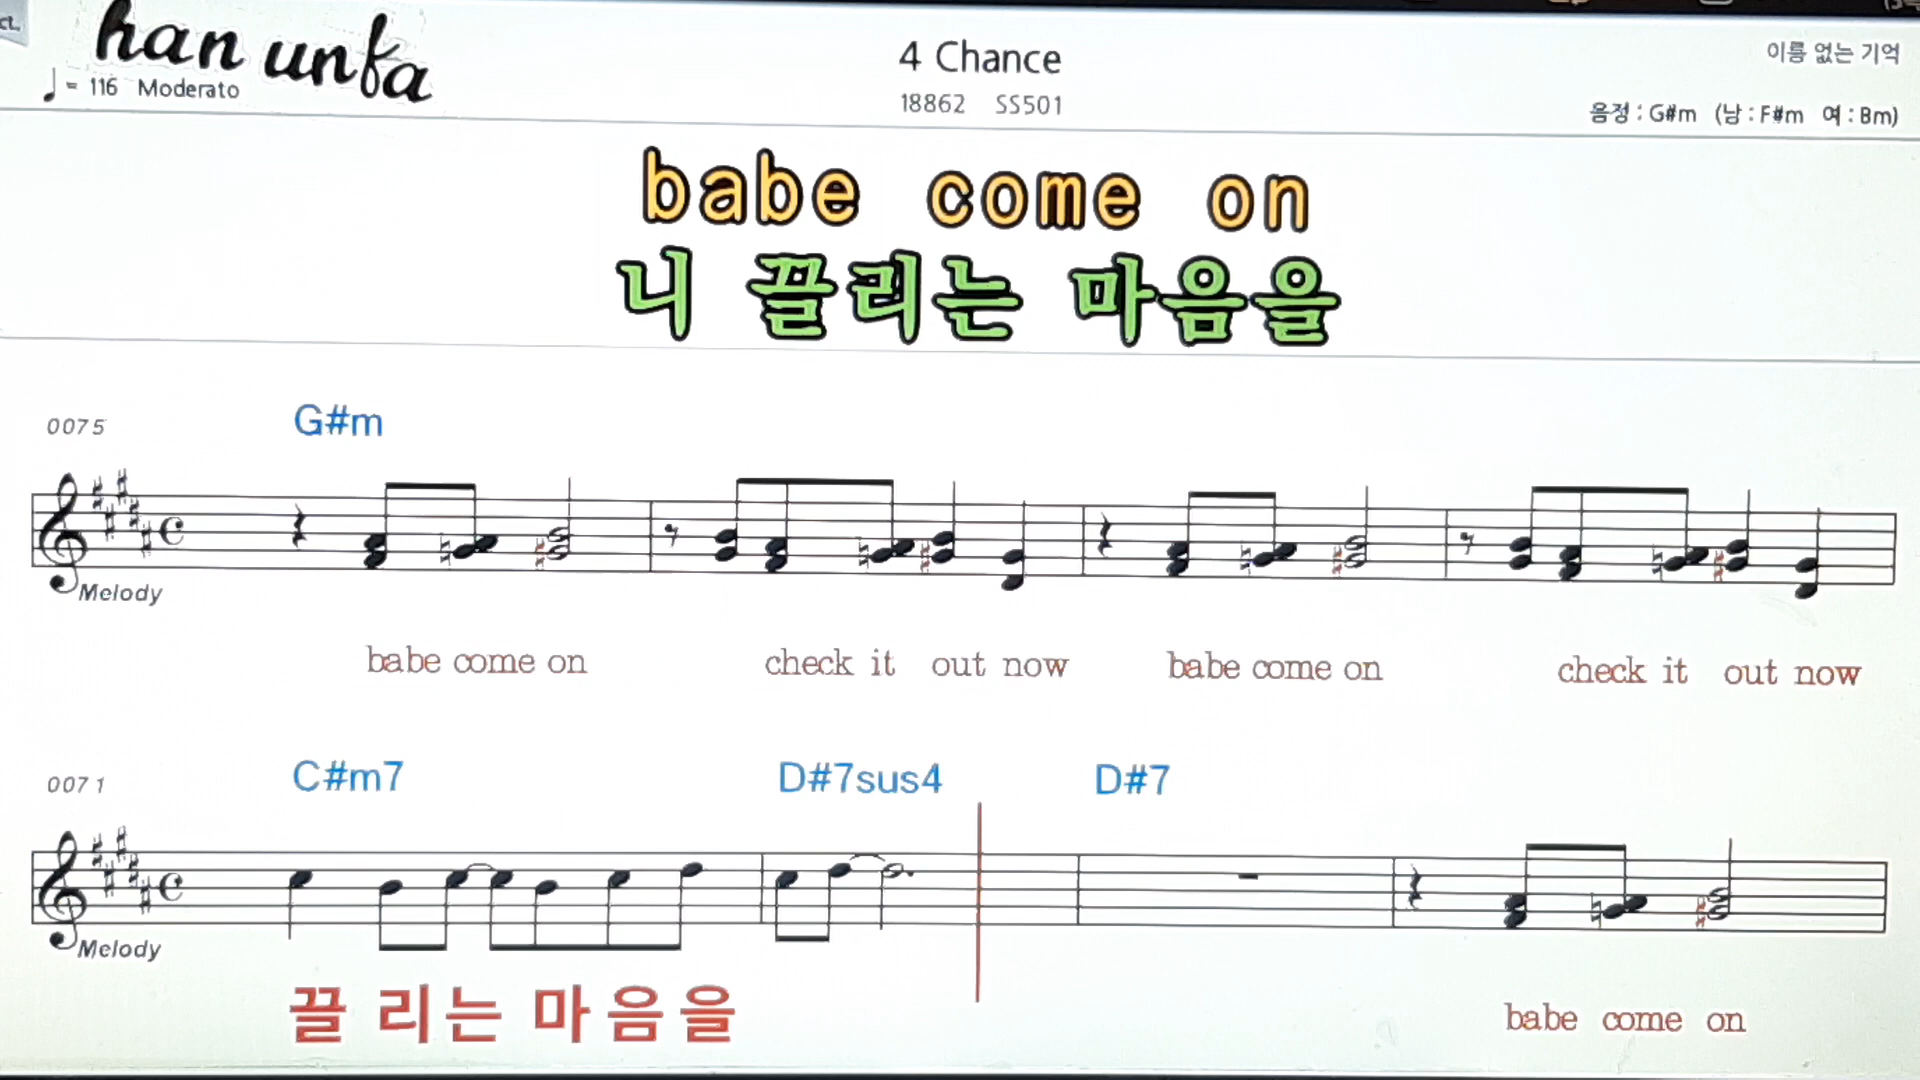 ct.
han unfa
4 Chance
이름 없는 기억
♩ = 116 Moderato
18862 SS501
음정 : G#m (남 : F#m 여 : Bm)
babe come on
니 끌리는 마음을
0075
G#m
Melody
babe come on check it out now babe come on check it out now
0071
C#m7 D#7sus4 D#7
Melody
끌 리는 마 음 을
babe come on